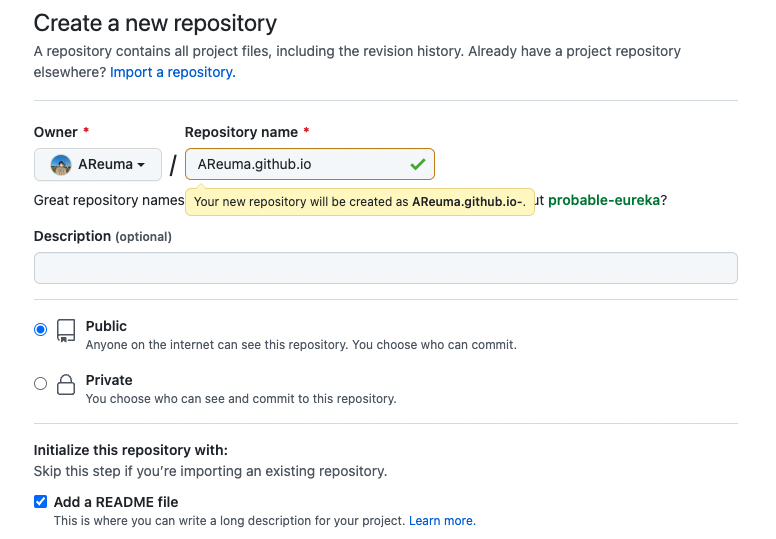 Create a new repository
A repository contains all project files, including the revision history. Already have a project repository
elsewhere? Import a repository.
Owner *
Repository name *
AReuma
/
AReuma.github.io
Great repository names
ut probable-eureka?
Your new repository will be created as AReuma.github.io-.
Description (optional)
Public
Anyone on the internet can see this repository. You choose who can commit.
Private
You choose who can see and commit to this repository.
Initialize this repository with:
Skip this step if you're importing an existing repository.
Add a README file
This is where you can write a long description for your project. Learn more.